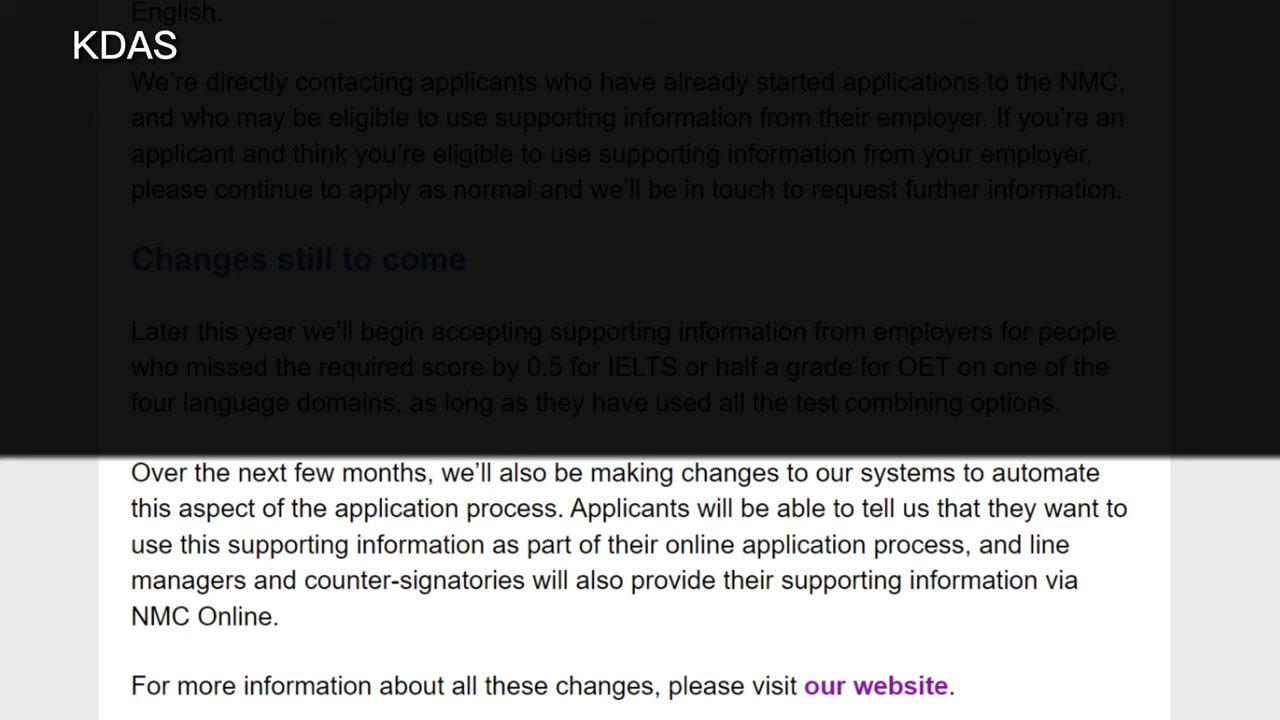 English.
KDAS
We’re directly contacting applicants who have already started applications to the NMC,
and who may be eligible to use supporting information from their employer. If you’re an
applicant and think you’re eligible to use supporting information from your employer,
please continue to apply as normal and we’ll be in touch to request further information.
Changes still to come
Later this year we’ll begin accepting supporting information from employers for people
who missed the required score by 0.5 for IELTS or half a grade for OET on one of the
four language domains, as long as they have used all the test combining options.
Over the next few months, we’ll also be making changes to our systems to automate
this aspect of the application process. Applicants will be able to tell us that they want to
use this supporting information as part of their online application process, and line
managers and counter-signatories will also provide their supporting information via
NMC Online.
For more information about all these changes, please visit our website.